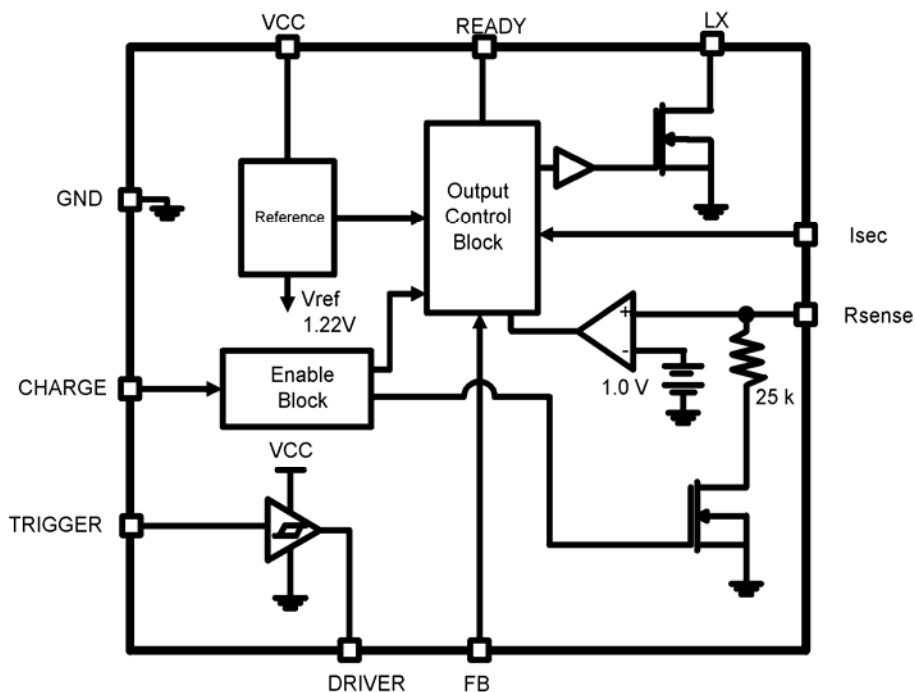 VCC
READY
LX
GND
Reference
Output
Control
Block
Isec
Vref
1.22V
+
-
Rsense
1.0 V
25 k
CHARGE
Enable
Block
VCC
TRIGGER
DRIVER
FB